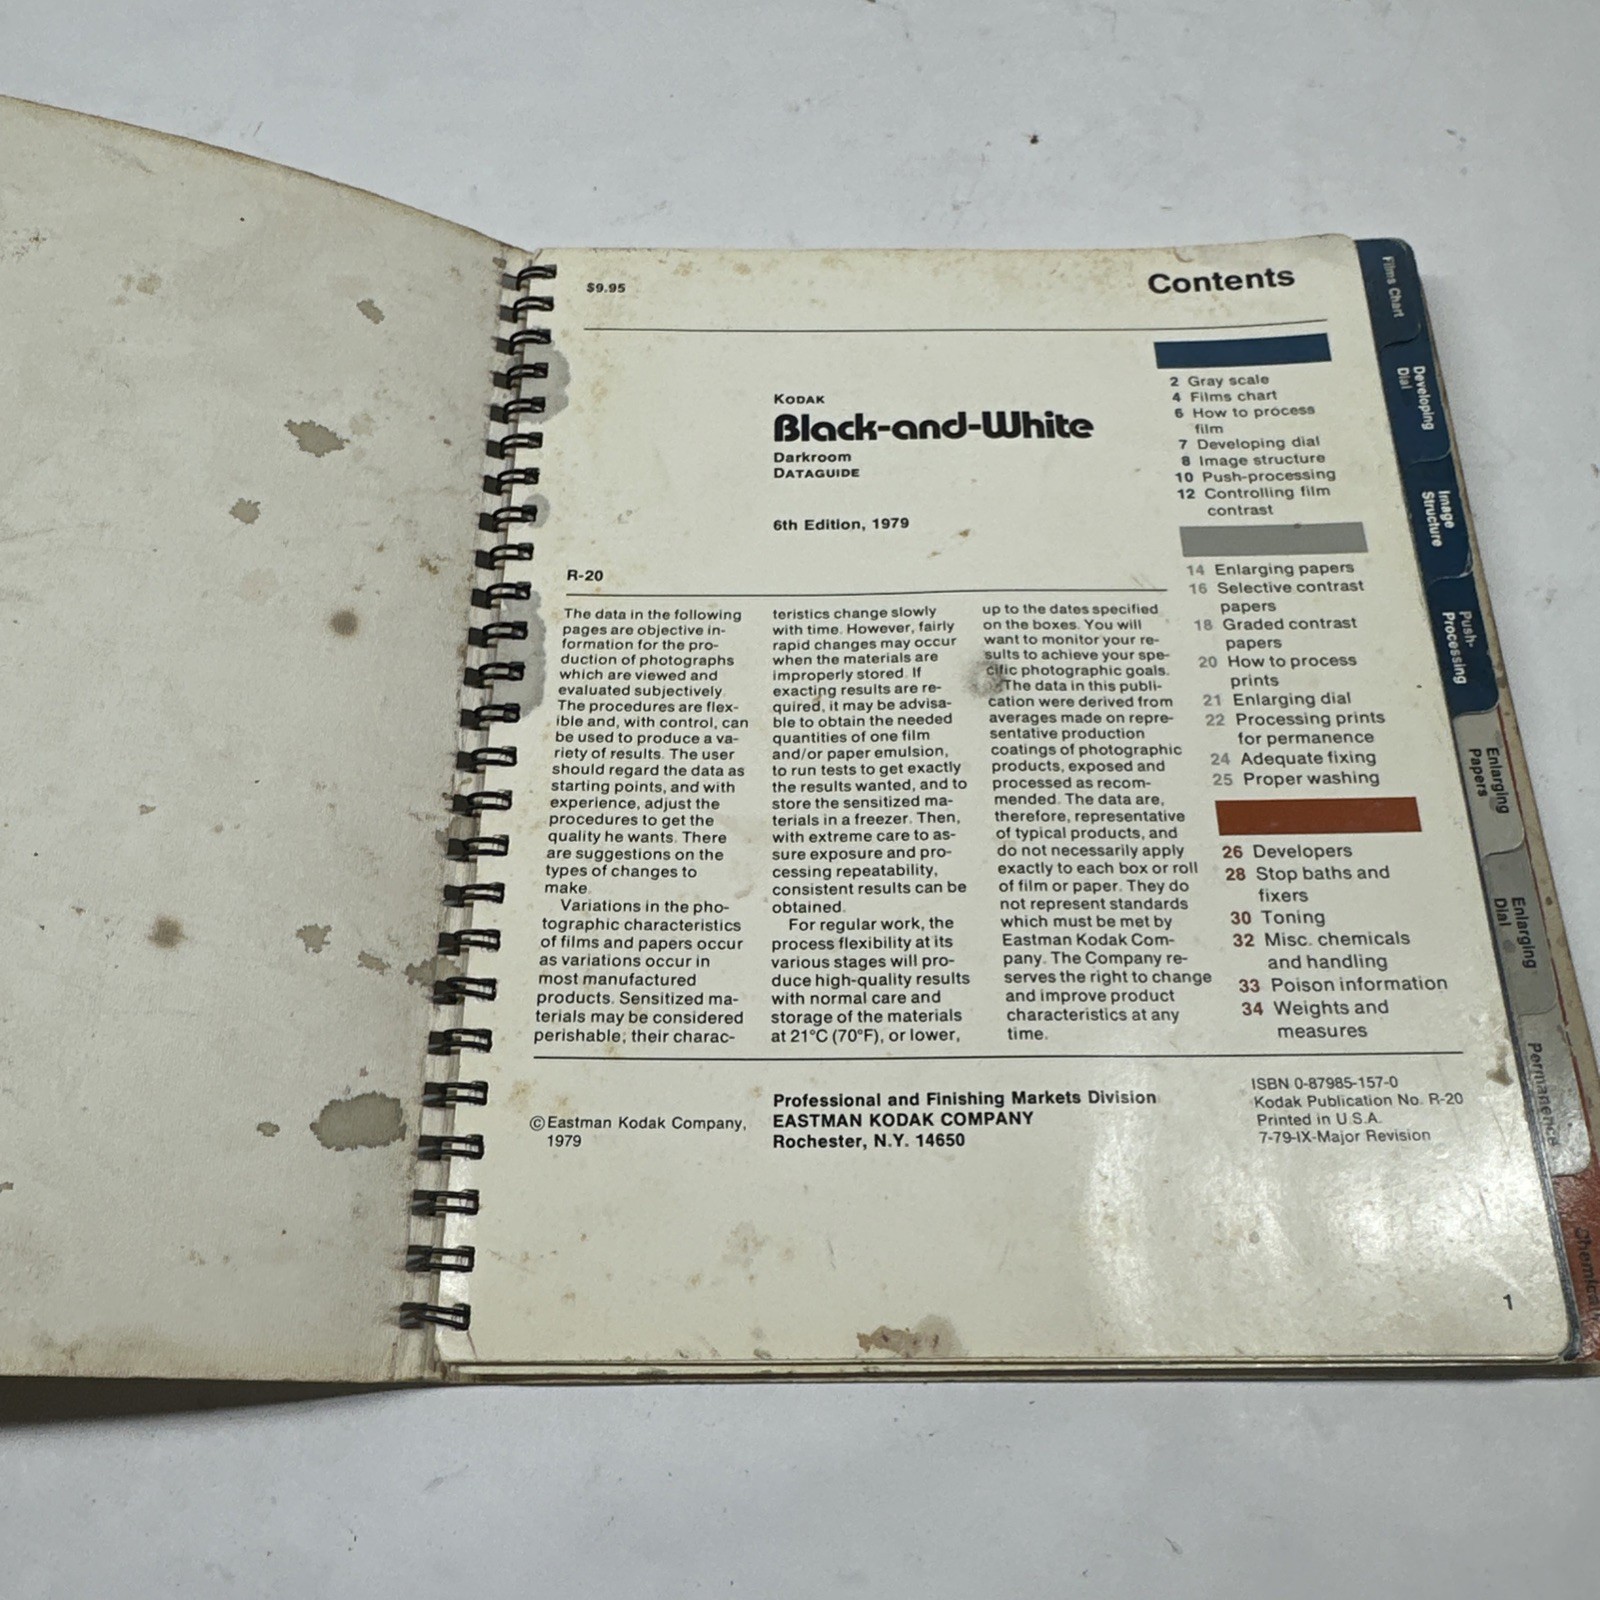 $9.95
Contents
KODAK
Black-and-White
Darkroom
DATAGUIDE
6th Edition, 1979
R-20
The data in the following
pages are objective in-
formation for the pro-
duction of photographs
which are viewed and
evaluated subjectively.
The procedures are flex-
ible and, with control, can
be used to produce a va-
riety of results. The user
should regard the data as
starting points, and with
experience, adjust the
procedures to get the
quality he wants. There
are suggestions on the
types of changes to
make.
Variations in the pho-
tographic characteristics
of films and papers occur
as variations occur in
most manufactured
products. Sensitized ma-
terials may be considered
perishable; their charac-
teristics change slowly
with time. However, fairly
rapid changes may occur
when the materials are
improperly stored. If
exacting results are re-
quired, it may be advisa-
ble to obtain the needed
quantities of one film
and/or paper emulsion,
to run tests to get exactly
the results wanted, and to
store the sensitized ma-
terials in a freezer. Then,
with extreme care to as-
sure exposure and pro-
cessing repeatability,
consistent results can be
obtained.
For regular work, the
process flexibility at its
various stages will pro-
duce high-quality results
with normal care and
storage of the materials
at 21°C (70°F), or lower,
up to the dates specified
on the boxes. You will
want to monitor your re-
sults to achieve your spe-
cific photographic goals.
The data in this publi-
cation were derived from
averages made on repre-
sentative production
coatings of photographic
products, exposed and
processed as recom-
mended. The data are,
therefore, representative
of typical products, and
do not necessarily apply
exactly to each box or roll
of film or paper. They do
not represent standards
which must be met by
Eastman Kodak Com-
pany. The Company re-
serves the right to change
and improve product
characteristics at any
time.
2 Gray scale
4 Films chart
6 How to process
film
7 Developing dial
8 Image structure
10 Push-processing
12 Controlling film
contrast
14 Enlarging papers
16 Selective contrast
papers
18 Graded contrast
papers
20 How to process
prints
21 Enlarging dial
22 Processing prints
for permanence
24 Adequate fixing
25 Proper washing
26 Developers
28 Stop baths and
fixers
30 Toning
32 Misc. chemicals
and handling
33 Poison information
34 Weights and
measures
©Eastman Kodak Company,
1979
Professional and Finishing Markets Division
EASTMAN KODAK COMPANY
Rochester, N.Y. 14650
ISBN 0-87985-157-0
Kodak Publication No. R-20
Printed in U.S.A.
7-79-IX-Major Revision
1
Films Chart
Developing
Dial
Image
Structure
Push-
Processing
Enlarging
Papers
Enlarging
Dial
Permanence